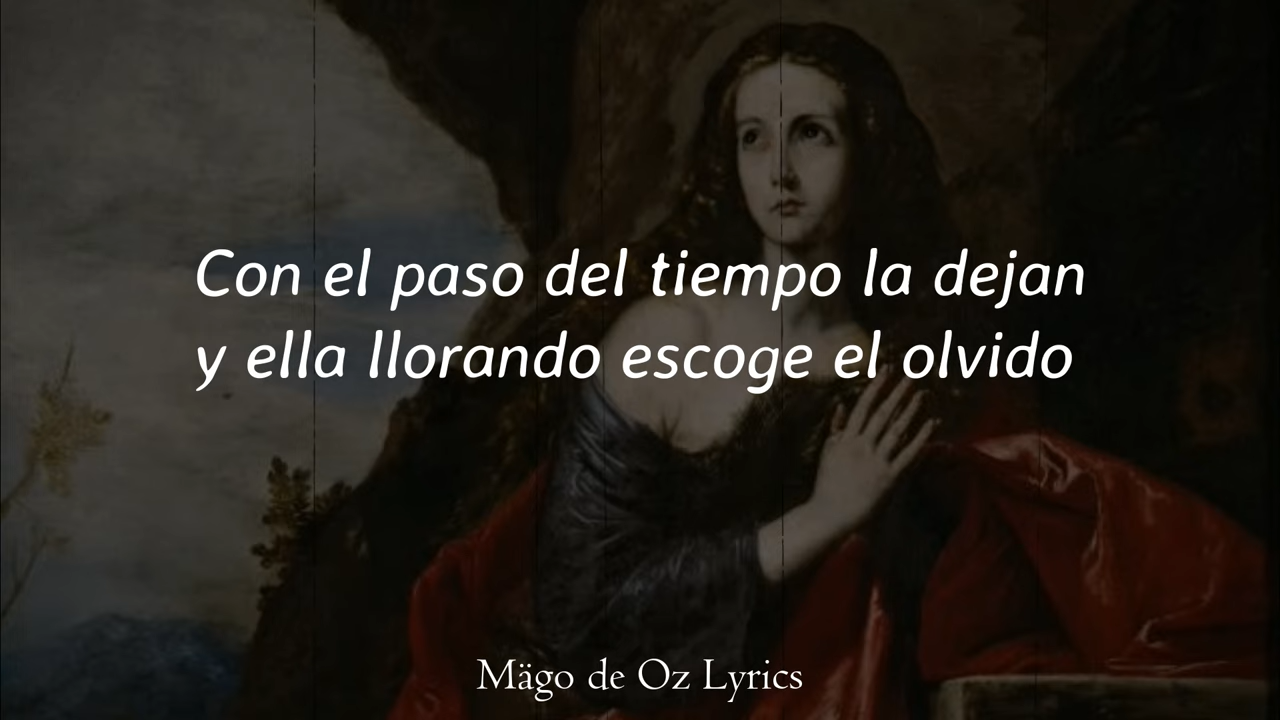 Con el paso del tiempo la dejan
y ella llorando escoge el olvido
Mägo de Oz Lyrics